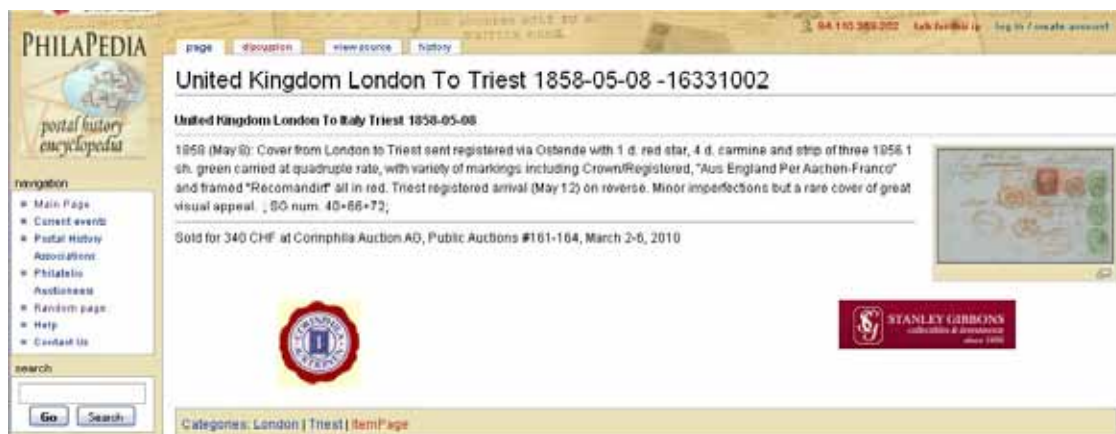 PHILAPEDIA
postal history
encyclopedia
page discussion view source history
log in / create account
United Kingdom London To Triest 1858-05-08 -16331002
United Kingdom London To Italy Triest 1858-05-08
1858 (May 8): Cover from London to Triest sent registered via Ostende with 1 d. red star, 4 d. carmine and strip of three 1856 1
sh. green carried at quadruple rate, with variety of markings including Crown/Registered, "Aus England Per Aachen-Franco"
and framed "Recomandirt" all in red. Triest registered arrival (May 12) on reverse. Minor imperfections but a rare cover of great
visual appeal. , SG num. 40+66+72;
Sold for 340 CHF at Corinphila Auction AG, Public Auctions #161-164, March 2-6, 2010
navigation
Main Page
Current events
Postal History
Associations
Philatelic
Auctioneers
Random page
Help
Contact Us
search
Go Search
CORINPHILA
STANLEY GIBBONS
collectibles & investments
since 1856
Categories: London | Triest | ItemPage